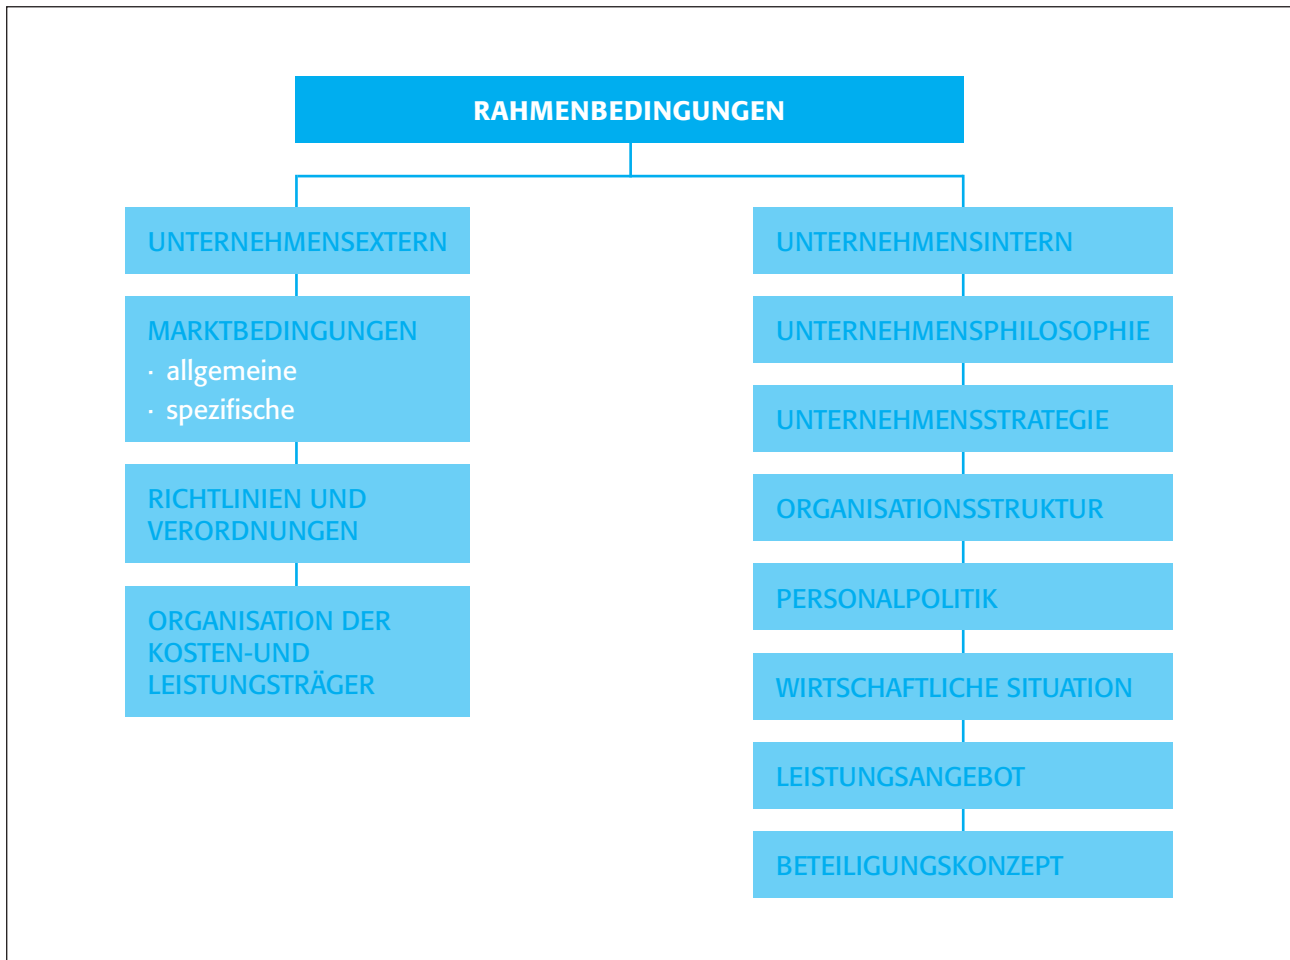 RAHMENBEDINGUNGEN
UNTERNEHMENSEXTERN
MARKTBEDINGUNGEN
· allgemeine
· spezifische
RICHTLINIEN UND
VERORDNUNGEN
ORGANISATION DER
KOSTEN-UND
LEISTUNGSTRÄGER
UNTERNEHMENSINTERN
UNTERNEHMENSPHILOSOPHIE
UNTERNEHMENSSTRATEGIE
ORGANISATIONSSTRUKTUR
PERSONALPOLITIK
WIRTSCHAFTLICHE SITUATION
LEISTUNGSANGEBOT
BETEILIGUNGSKONZEPT